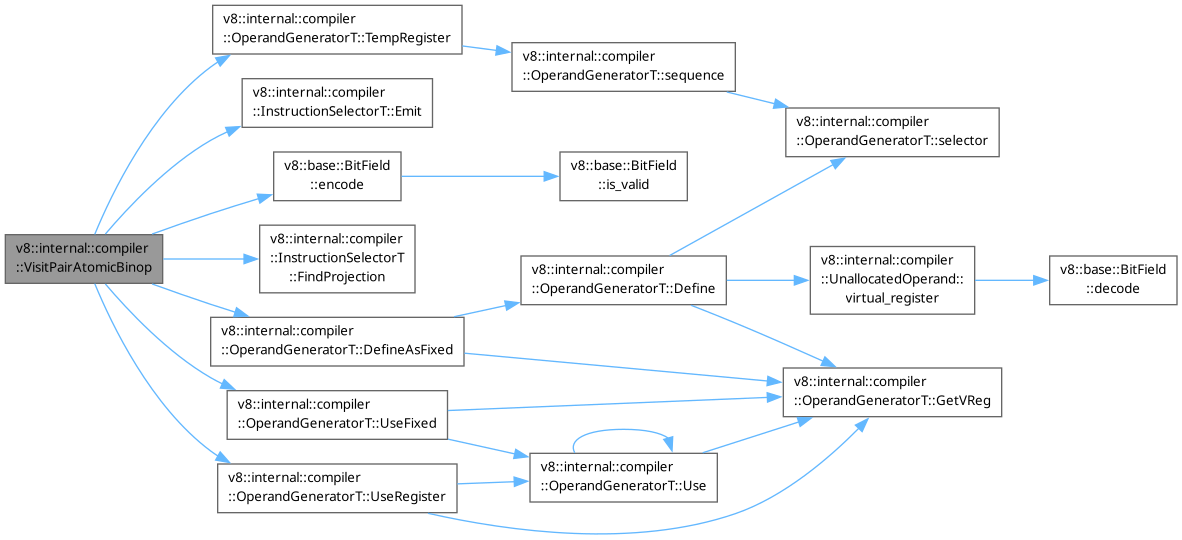 v8::internal::compiler
::VisitPairAtomicBinop
v8::internal::compiler
::OperandGeneratorT::TempRegister
v8::internal::compiler
::InstructionSelectorT::Emit
v8::base::BitField
::encode
v8::internal::compiler
::InstructionSelectorT
::FindProjection
v8::internal::compiler
::OperandGeneratorT::DefineAsFixed
v8::internal::compiler
::OperandGeneratorT::UseFixed
v8::internal::compiler
::OperandGeneratorT::UseRegister
v8::internal::compiler
::OperandGeneratorT::sequence
v8::base::BitField
::is_valid
v8::internal::compiler
::OperandGeneratorT::Define
v8::internal::compiler
::OperandGeneratorT::Use
v8::internal::compiler
::OperandGeneratorT::selector
v8::internal::compiler
::UnallocatedOperand::
virtual_register
v8::internal::compiler
::OperandGeneratorT::GetVReg
v8::base::BitField
::decode